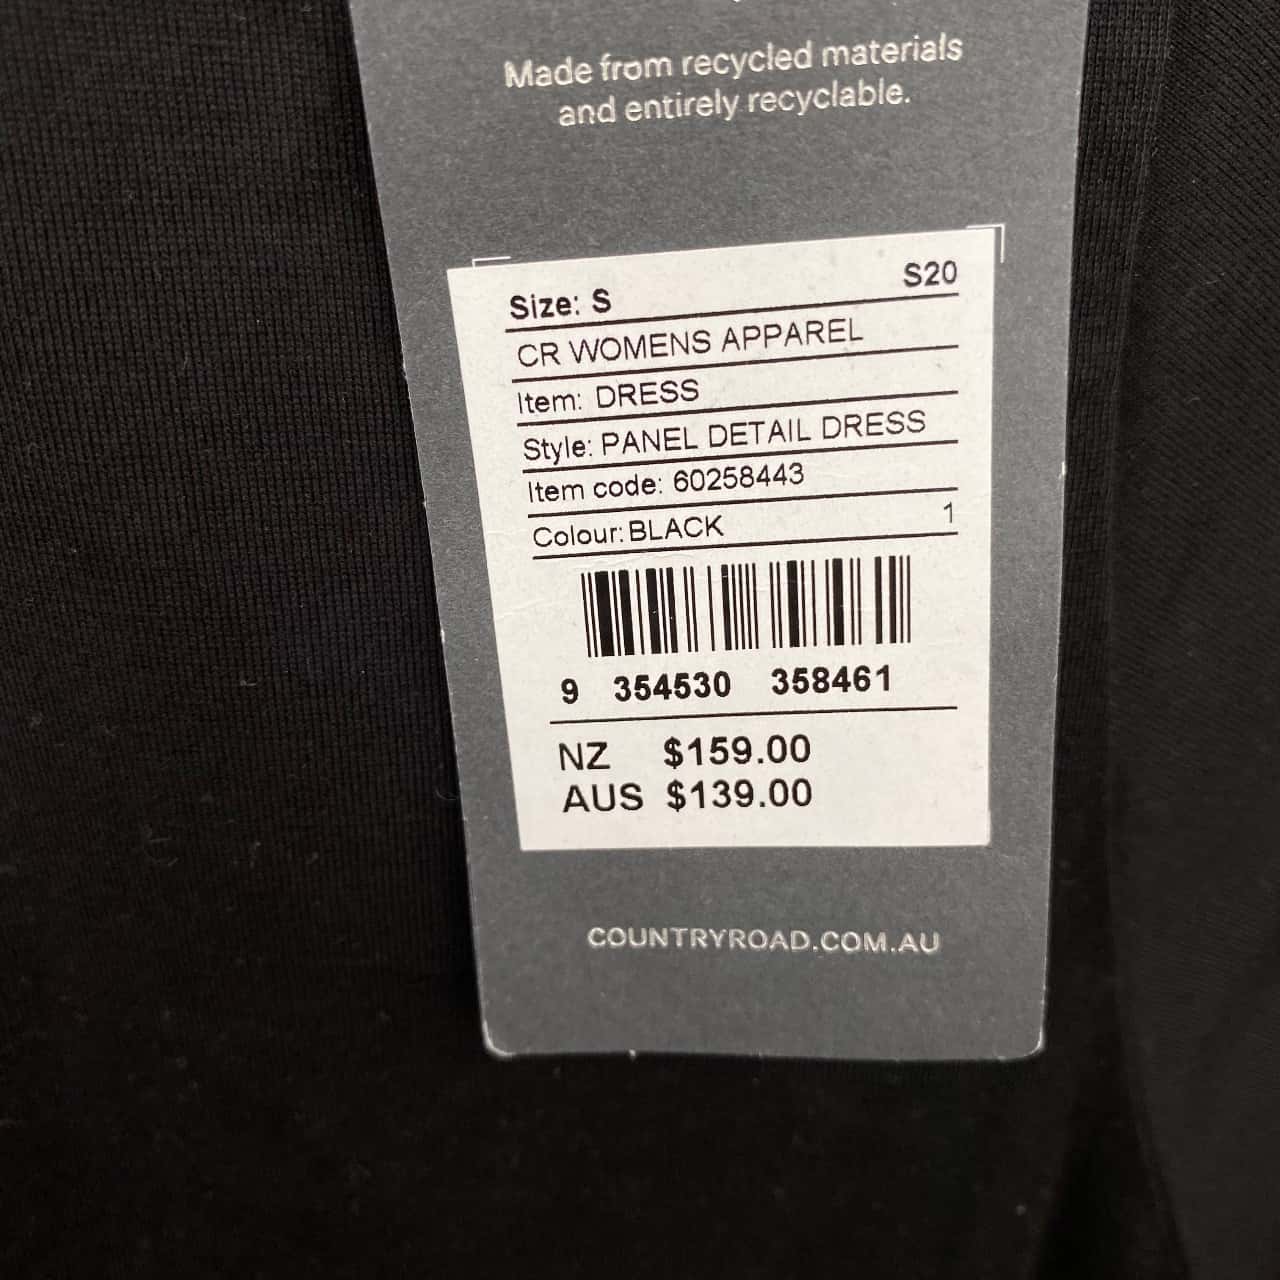 Made from recycled materials
and entirely recyclable.
Size: S S20
CR WOMENS APPAREL
Item: DRESS
Style: PANEL DETAIL DRESS
Item code: 60258443
Colour: BLACK 1
9 354530 358461
NZ $159.00
AUS $139.00
COUNTRYROAD.COM.AU